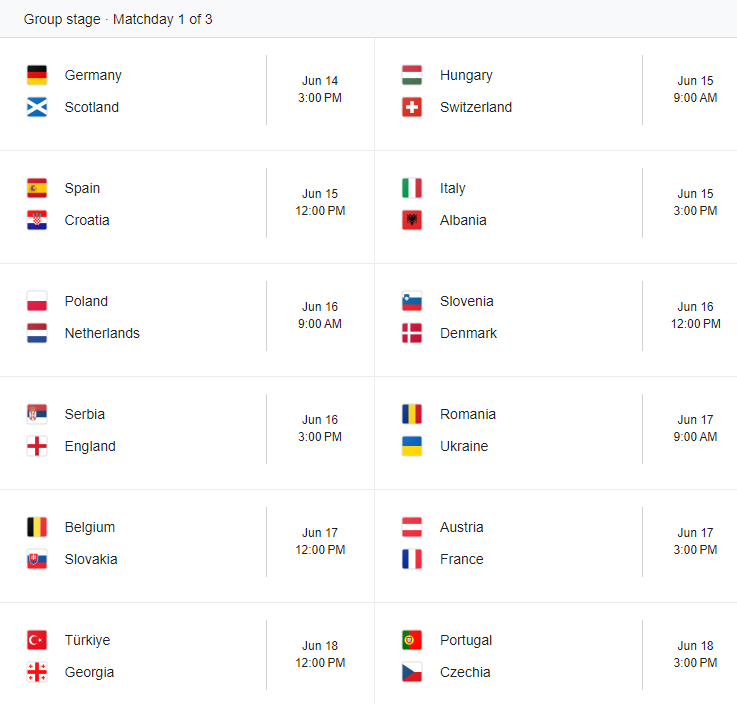 Group stage · Matchday 1 of 3
Germany
Scotland
Jun 14
3:00 PM
Hungary
Switzerland
Jun 15
9:00 AM
Spain
Croatia
Jun 15
12:00 PM
Italy
Albania
Jun 15
3:00 PM
Poland
Netherlands
Jun 16
9:00 AM
Slovenia
Denmark
Jun 16
12:00 PM
Serbia
England
Jun 16
3:00 PM
Romania
Ukraine
Jun 17
9:00 AM
Belgium
Slovakia
Jun 17
12:00 PM
Austria
France
Jun 17
3:00 PM
Türkiye
Georgia
Jun 18
12:00 PM
Portugal
Czechia
Jun 18
3:00 PM